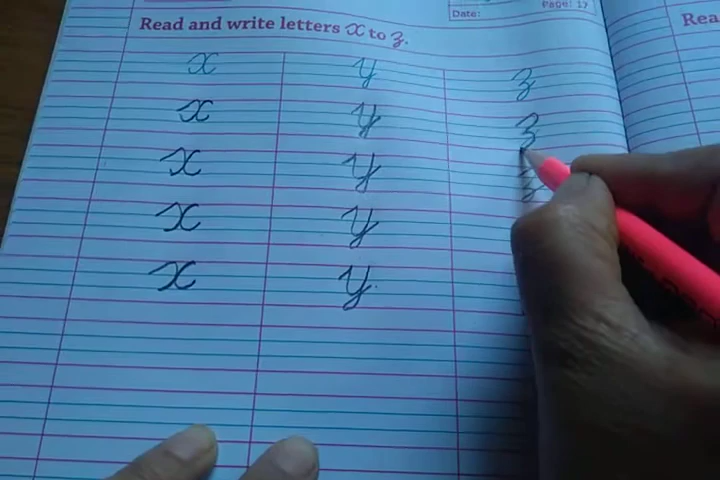 Date:
Page: 17
Read and write letters x to z.
Rea
x y z
x y z
x y z
x y
x y